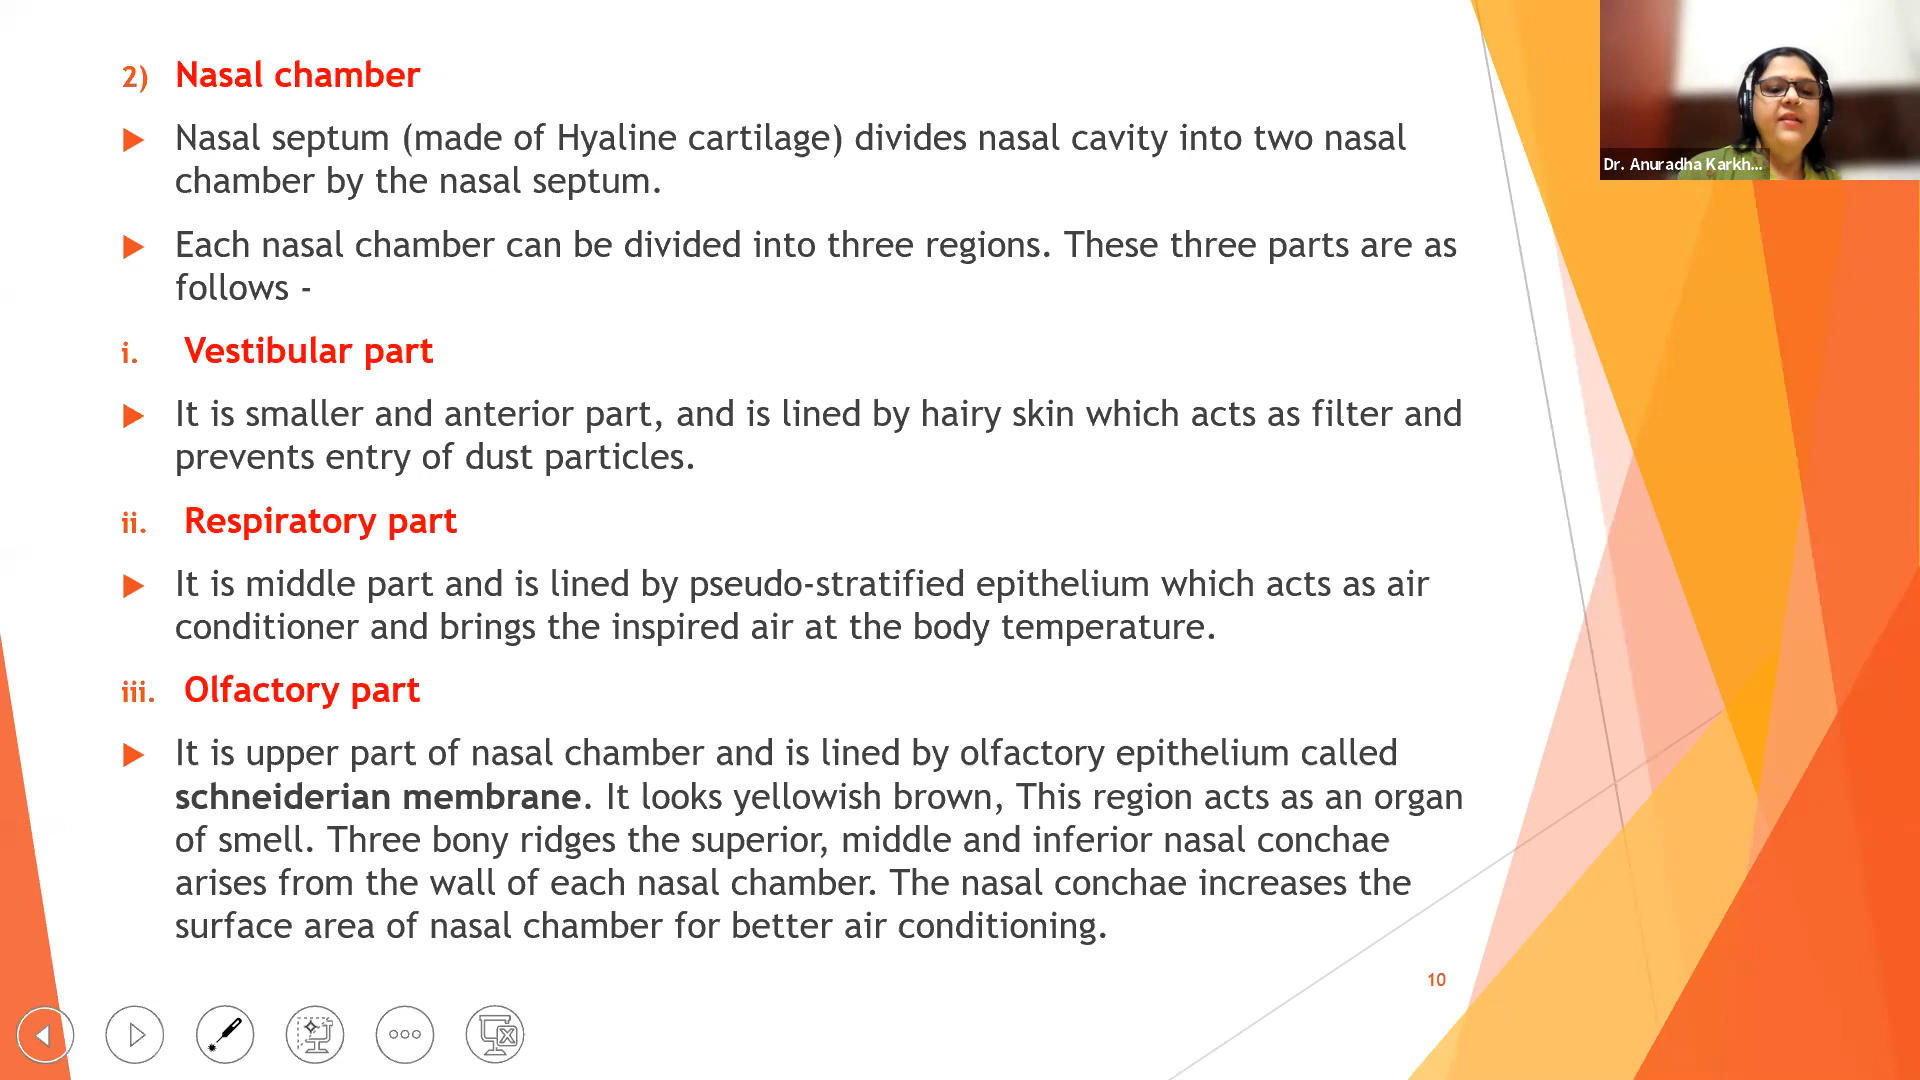 2) Nasal chamber
Nasal septum (made of Hyaline cartilage) divides nasal cavity into two nasal
chamber by the nasal septum.
Each nasal chamber can be divided into three regions. These three parts are as
follows -
i. Vestibular part
It is smaller and anterior part, and is lined by hairy skin which acts as filter and
prevents entry of dust particles.
ii. Respiratory part
It is middle part and is lined by pseudo-stratified epithelium which acts as air
conditioner and brings the inspired air at the body temperature.
iii. Olfactory part
It is upper part of nasal chamber and is lined by olfactory epithelium called
schneiderian membrane. It looks yellowish brown, This region acts as an organ
of smell. Three bony ridges the superior, middle and inferior nasal conchae
arises from the wall of each nasal chamber. The nasal conchae increases the
surface area of nasal chamber for better air conditioning.
10
Dr. Anuradha Karkh...